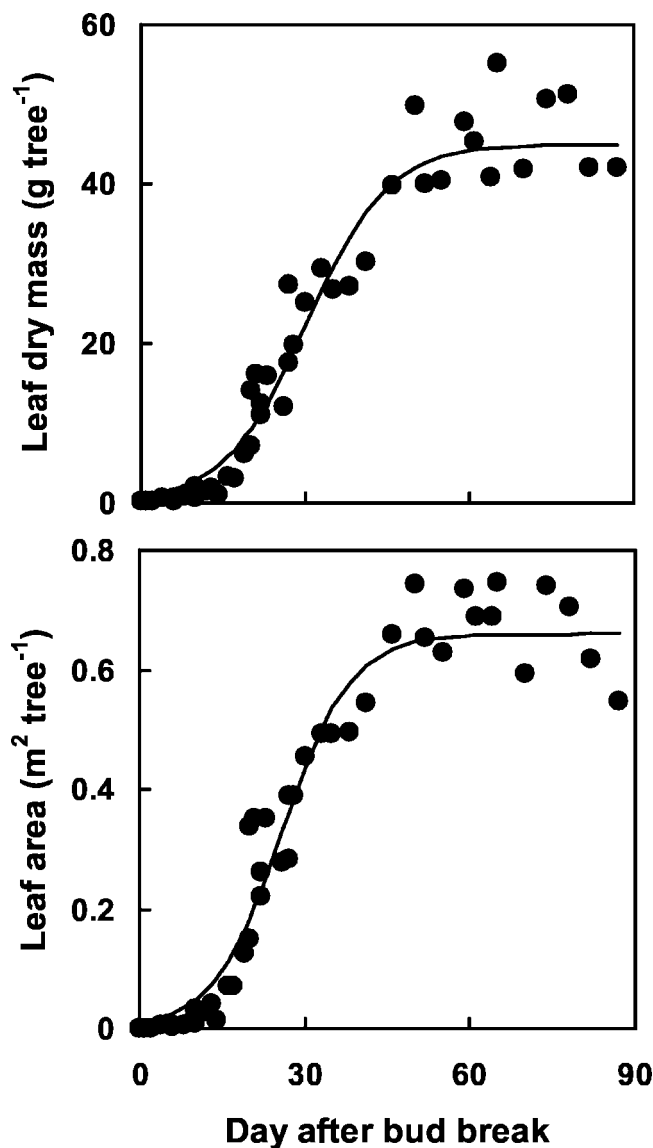 60
40
20
0
Leaf dry mass (g tree⁻¹)
0.8
0.6
0.4
0.2
0
Leaf area (m² tree⁻¹)
0 30 60 90
Day after bud break